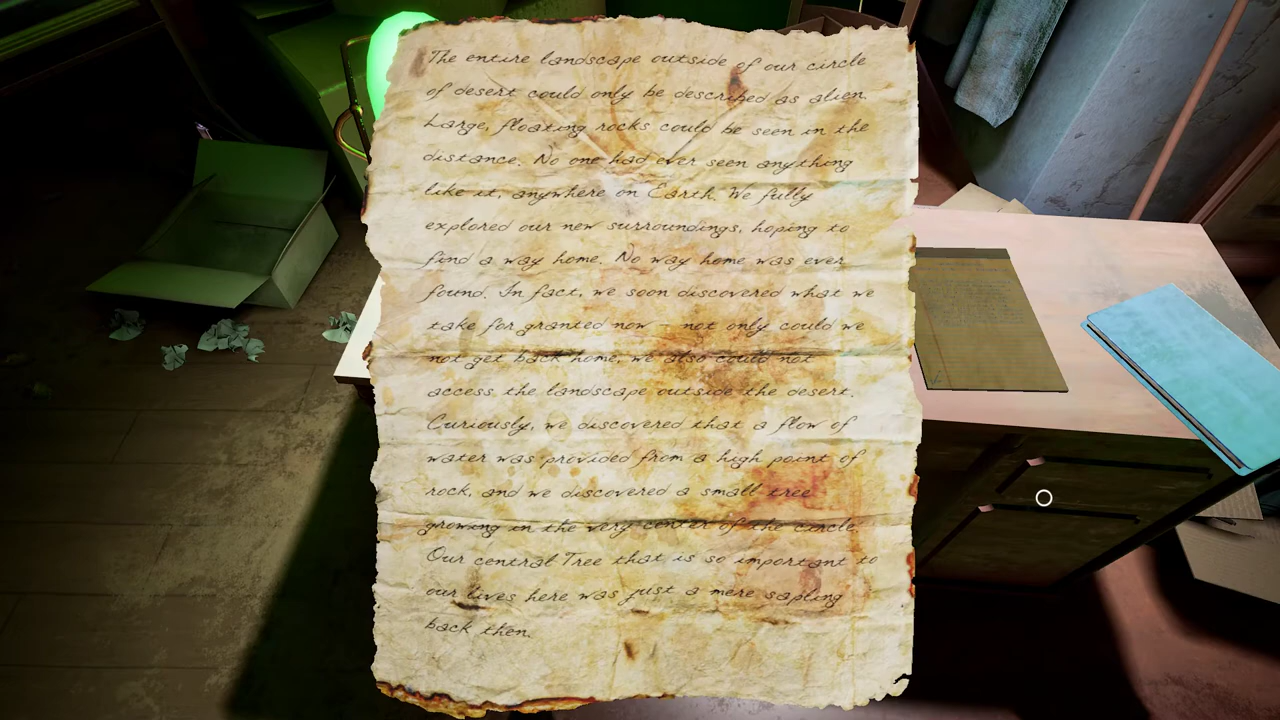 The entire landscape outside of our circle
of desert could only be described as alien.
Large, floating rocks could be seen in the
distance. No one had ever seen anything
like it, anywhere on Earth. We fully
explored our new surroundings, hoping to
find a way home. No way home was ever
found. In fact, we soon discovered what we
take for granted now - not only could we
not get back home, we also could not
access the landscape outside the desert.
Curiously, we discovered that a flow of
water was provided from a high point of
rock, and we discovered a small tree
growing in the very center of the circle.
Our central Tree that is so important to
our lives here was just a mere sapling
back then.